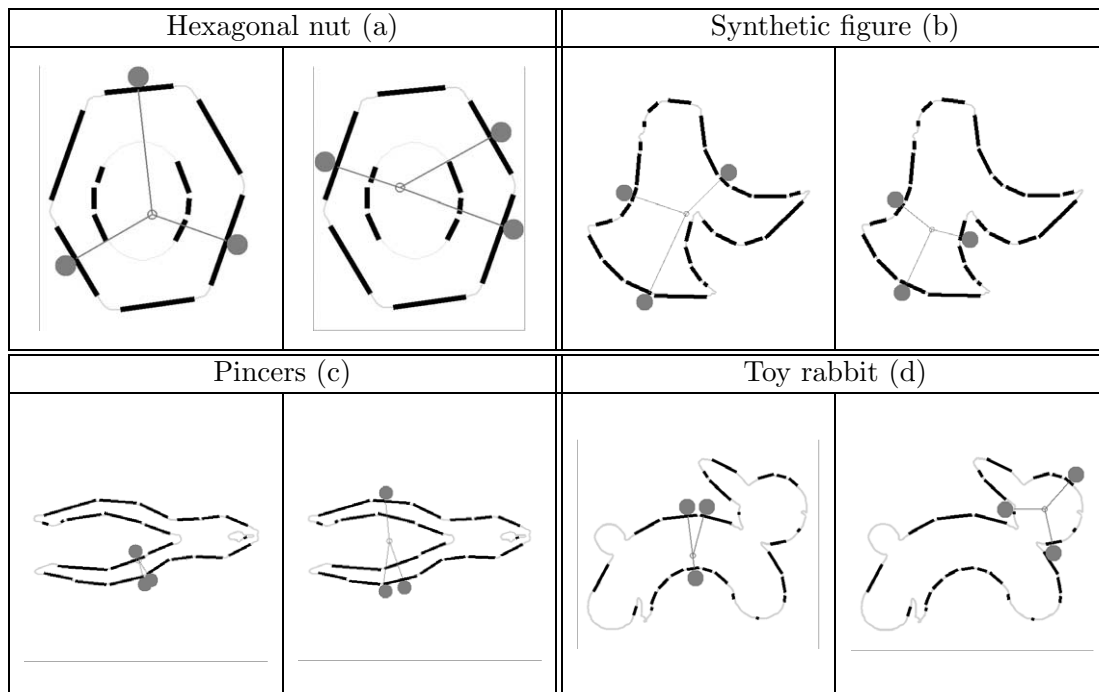 Hexagonal nut (a)
Synthetic figure (b)
Pincers (c)
Toy rabbit (d)